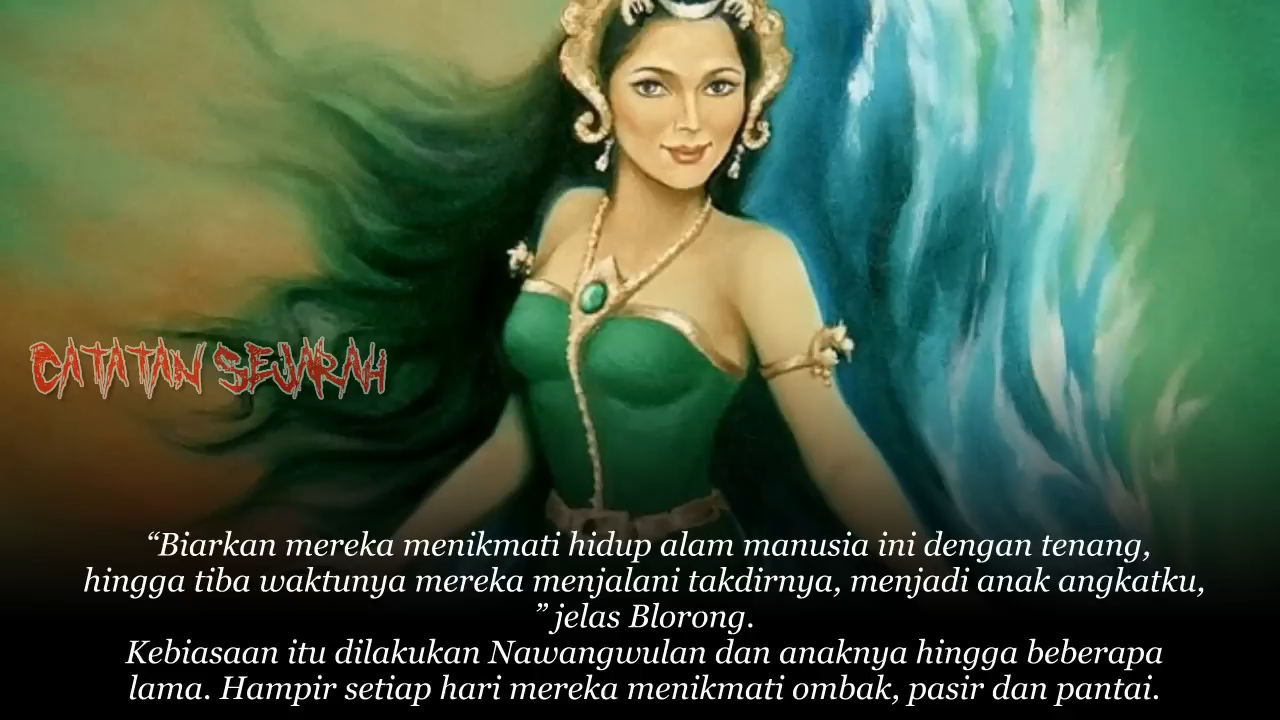 CATATAN SEJARAH
“Biarkan mereka menikmati hidup alam manusia ini dengan tenang,
hingga tiba waktunya mereka menjalani takdirnya, menjadi anak angkatku,
” jelas Blorong.
Kebiasaan itu dilakukan Nawangwulan dan anaknya hingga beberapa
lama. Hampir setiap hari mereka menikmati ombak, pasir dan pantai.